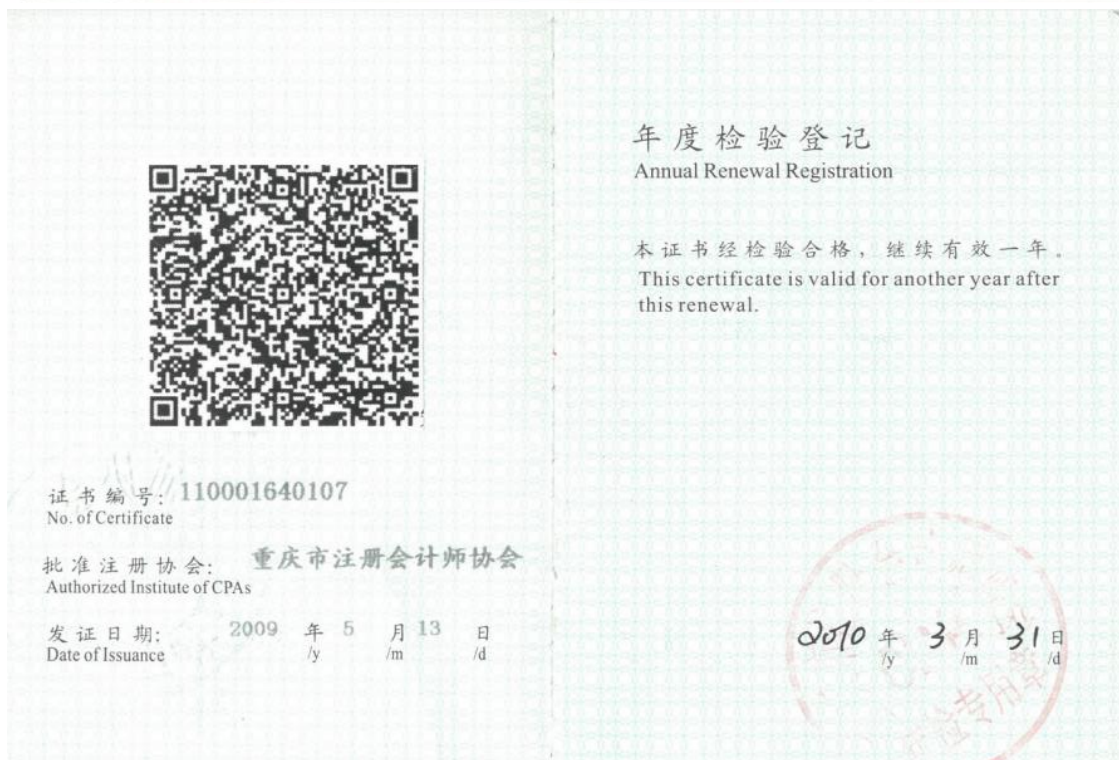 证书编号: 110001640107
No. of Certificate
批准注册协会: 重庆市注册会计师协会
Authorized Institute of CPAs
发证日期: 2009 年 5 月 13 日
Date of Issuance /y /m /d
年度检验登记
Annual Renewal Registration
本证书经检验合格，继续有效一年。
This certificate is valid for another year after
this renewal.
2010 年 3 月 31 日
/y /m /d
专用章